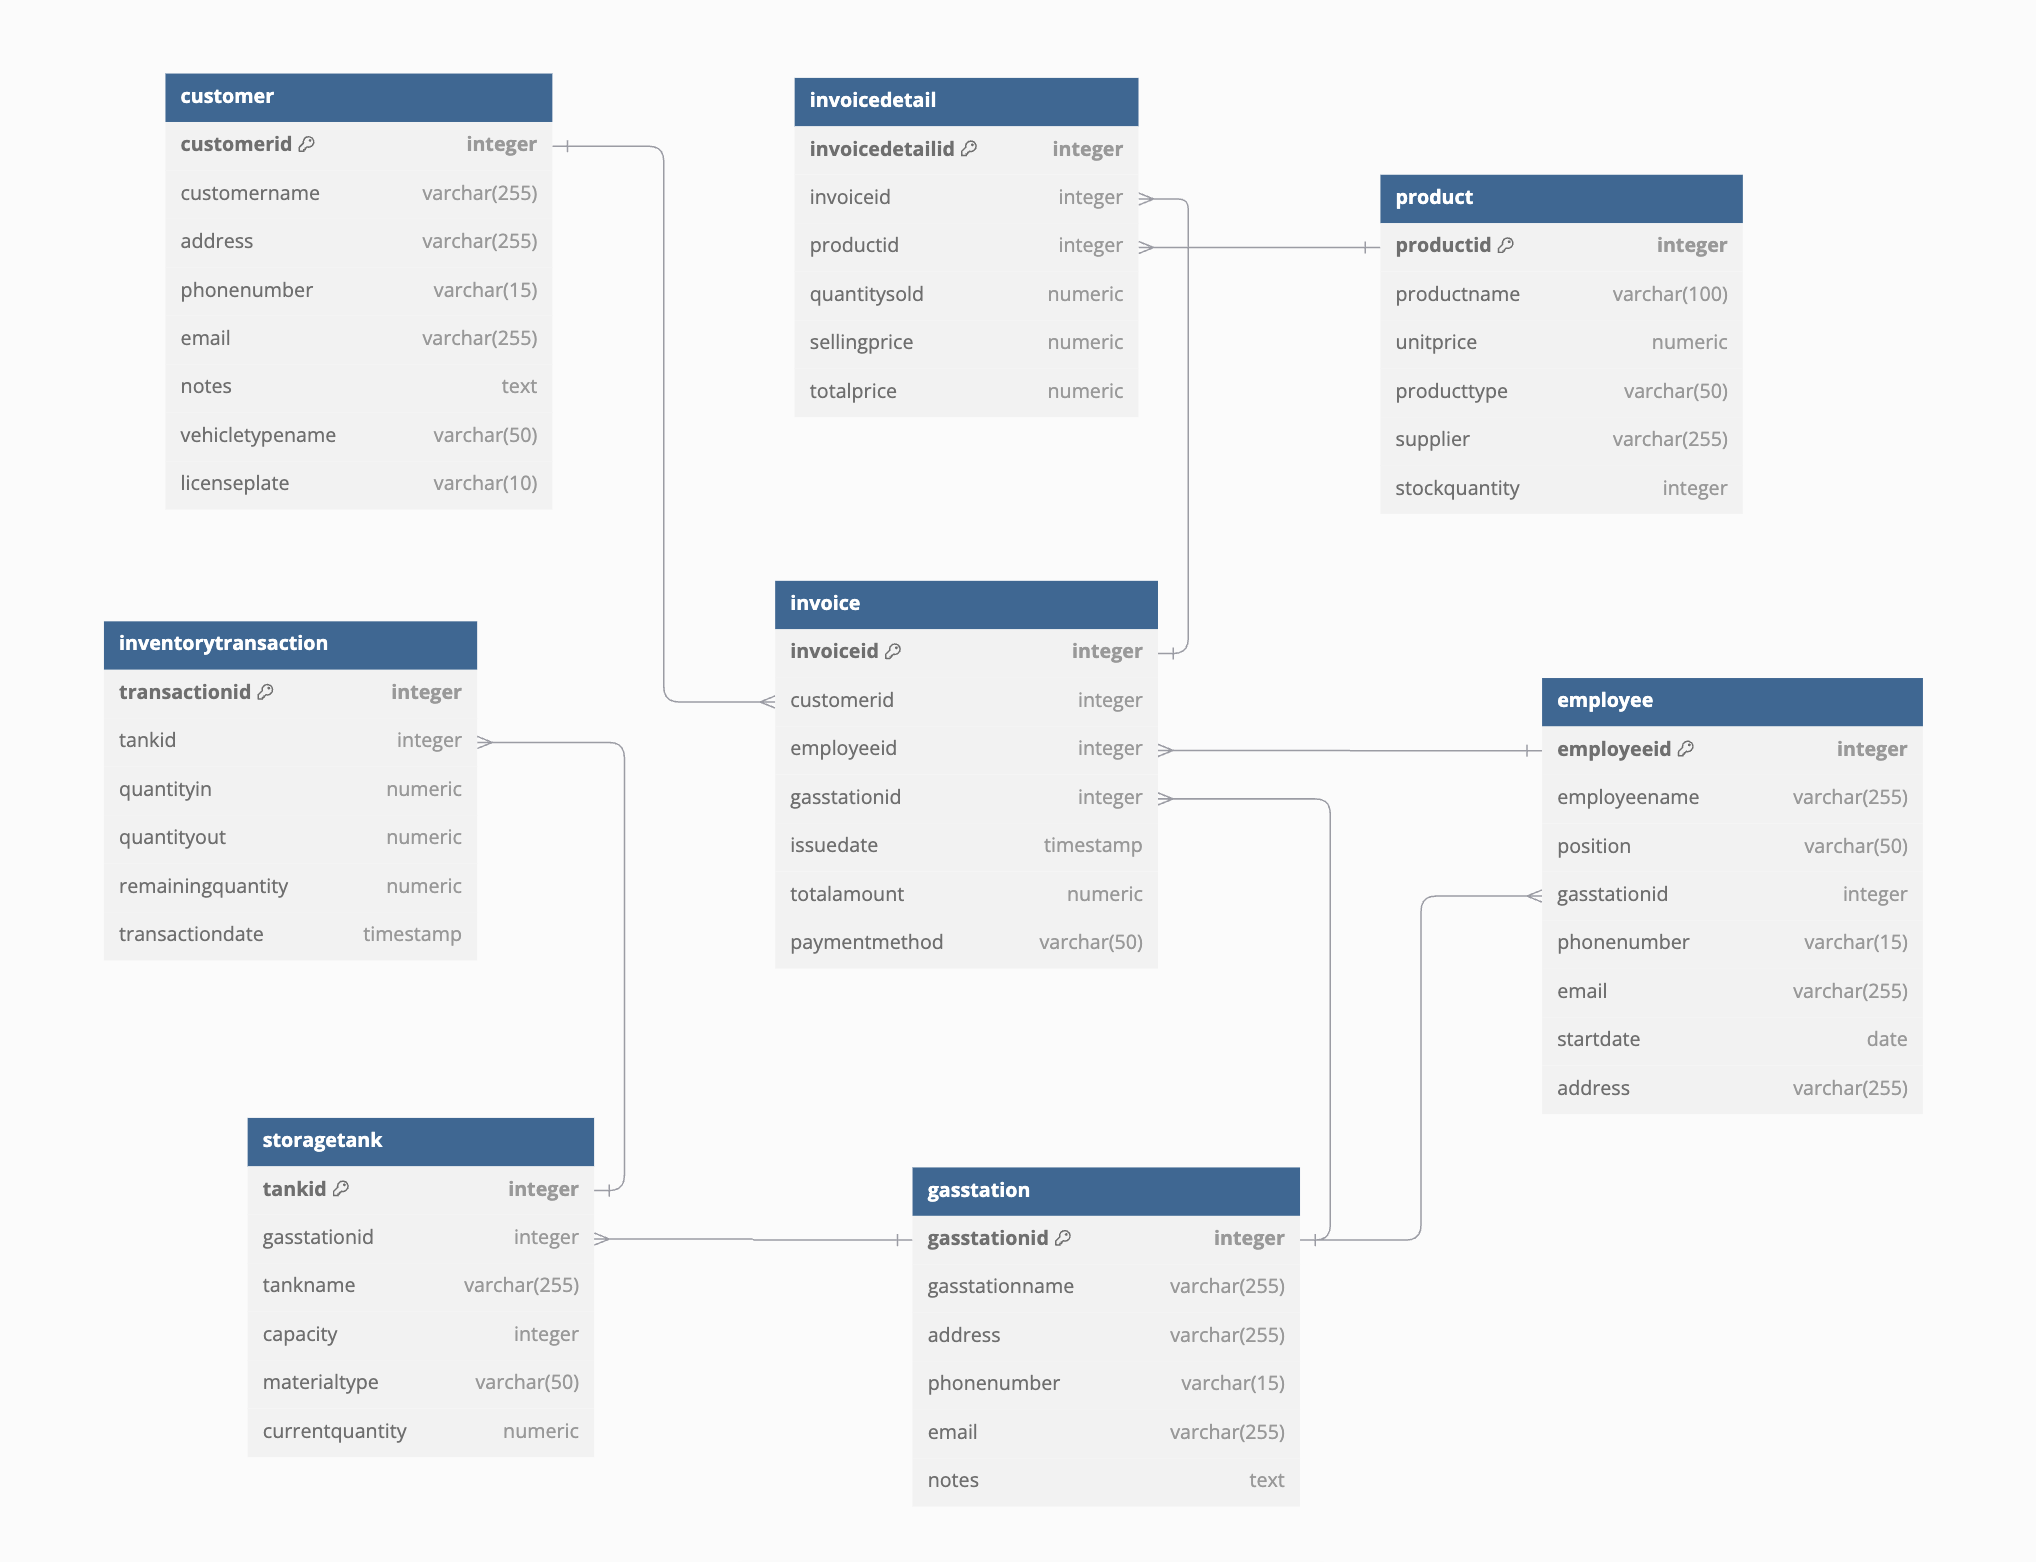 customer
customerid integer
customername varchar(255)
address varchar(255)
phonenumber varchar(15)
email varchar(255)
notes text
vehicletypename varchar(50)
licenseplate varchar(10)
invoicedetail
invoicedetailid integer
invoiceid integer
productid integer
quantitysold numeric
sellingprice numeric
totalprice numeric
product
productid integer
productname varchar(100)
unitprice numeric
producttype varchar(50)
supplier varchar(255)
stockquantity integer
inventorytransaction
transactionid integer
tankid integer
quantityin numeric
quantityout numeric
remainingquantity numeric
transactiondate timestamp
invoice
invoiceid integer
customerid integer
employeeid integer
gasstationid integer
issuedate timestamp
totalamount numeric
paymentmethod varchar(50)
employee
employeeid integer
employeename varchar(255)
position varchar(50)
gasstationid integer
phonenumber varchar(15)
email varchar(255)
startdate date
address varchar(255)
storagetank
tankid integer
gasstationid integer
tankname varchar(255)
capacity integer
materialtype varchar(50)
currentquantity numeric
gasstation
gasstationid integer
gasstationname varchar(255)
address varchar(255)
phonenumber varchar(15)
email varchar(255)
notes text